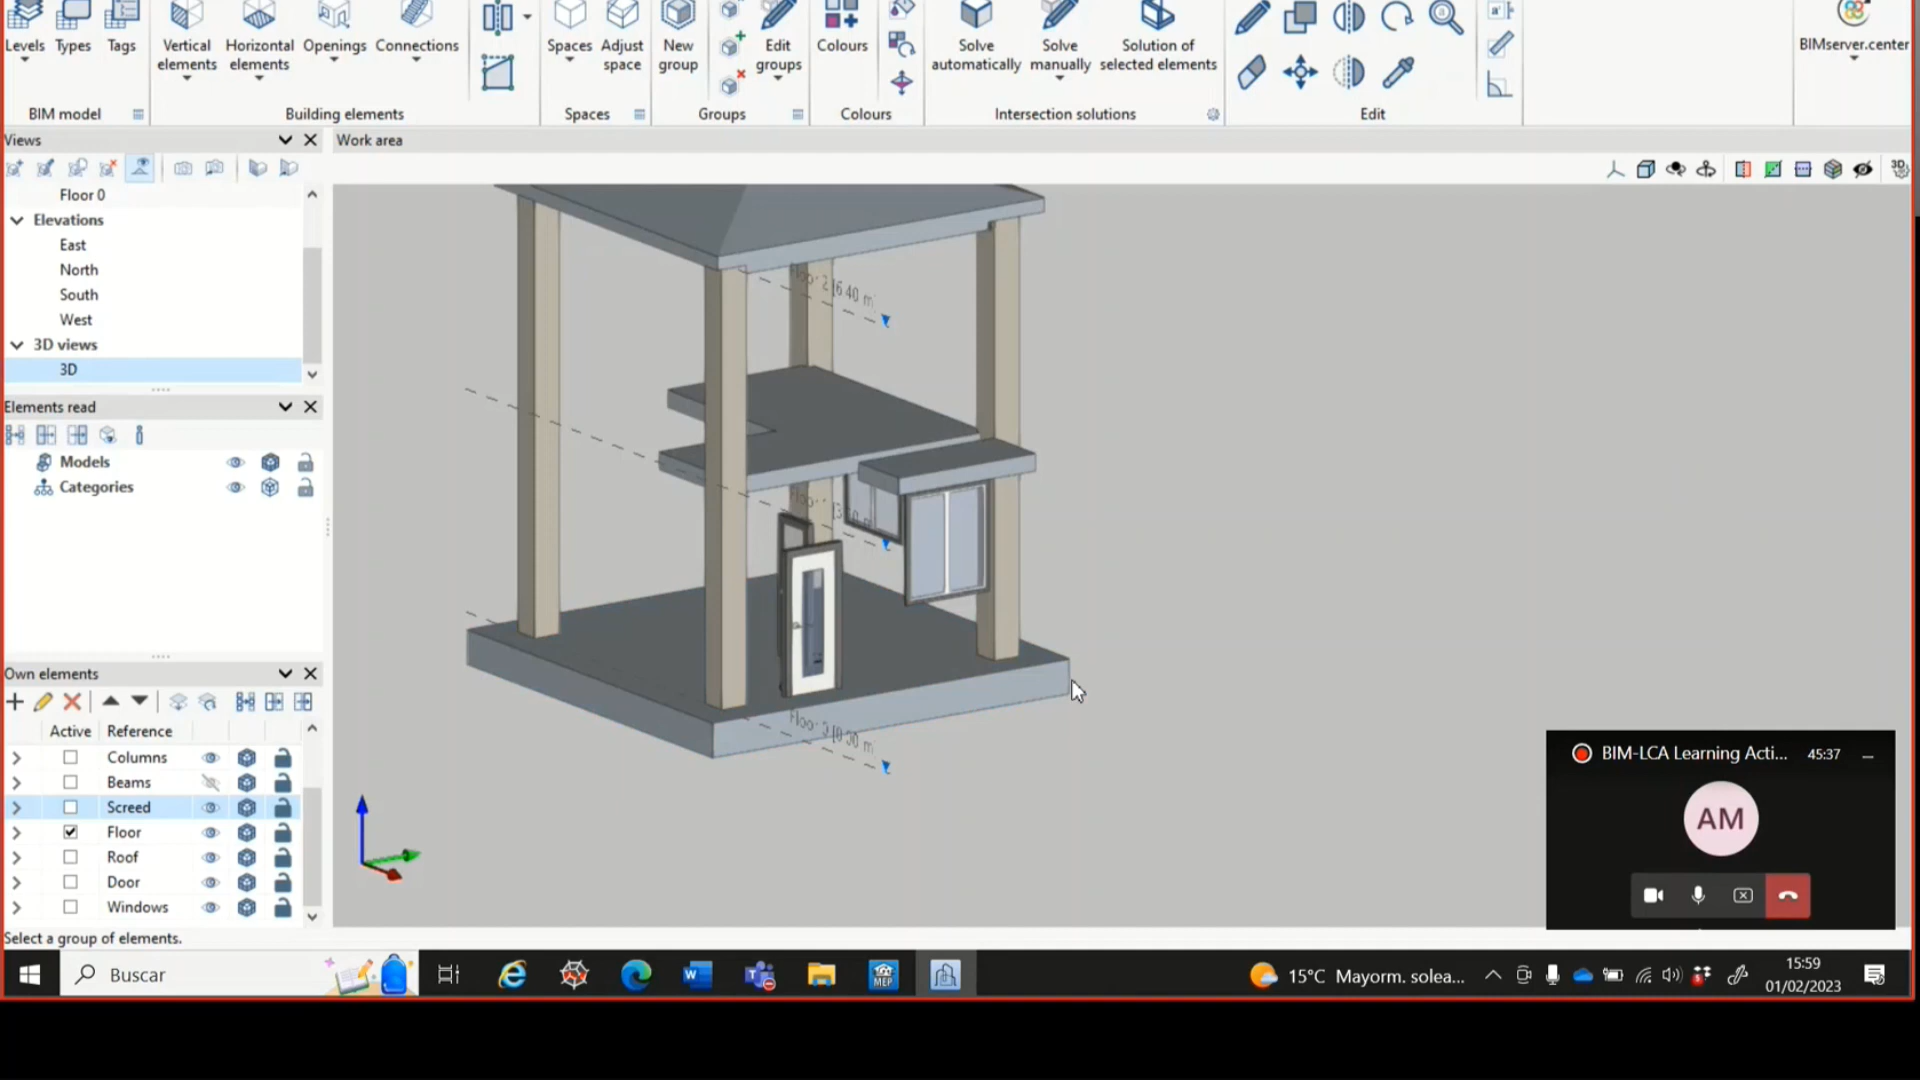 Levels Types Tags
Vertical elements Horizontal elements Openings Connections
Spaces Adjust space New group Edit groups Colours
Solve automatically Solve manually Solution of selected elements
BIMserver.center
BIM model Building elements Spaces Groups Colours Intersection solutions Edit
Views
Work area
Floor 0
3D
Elevations
East
North
South
West
3D views
3D
Elements read
Models
Categories
Own elements
Active Reference
Columns
Beams
Screed
Floor
Roof
Door
Windows
Select a group of elements.
BIM-LCA Learning Acti... 45:37
AM
Buscar
MEP
15°C Mayorm. solea...
15:59
01/02/2023